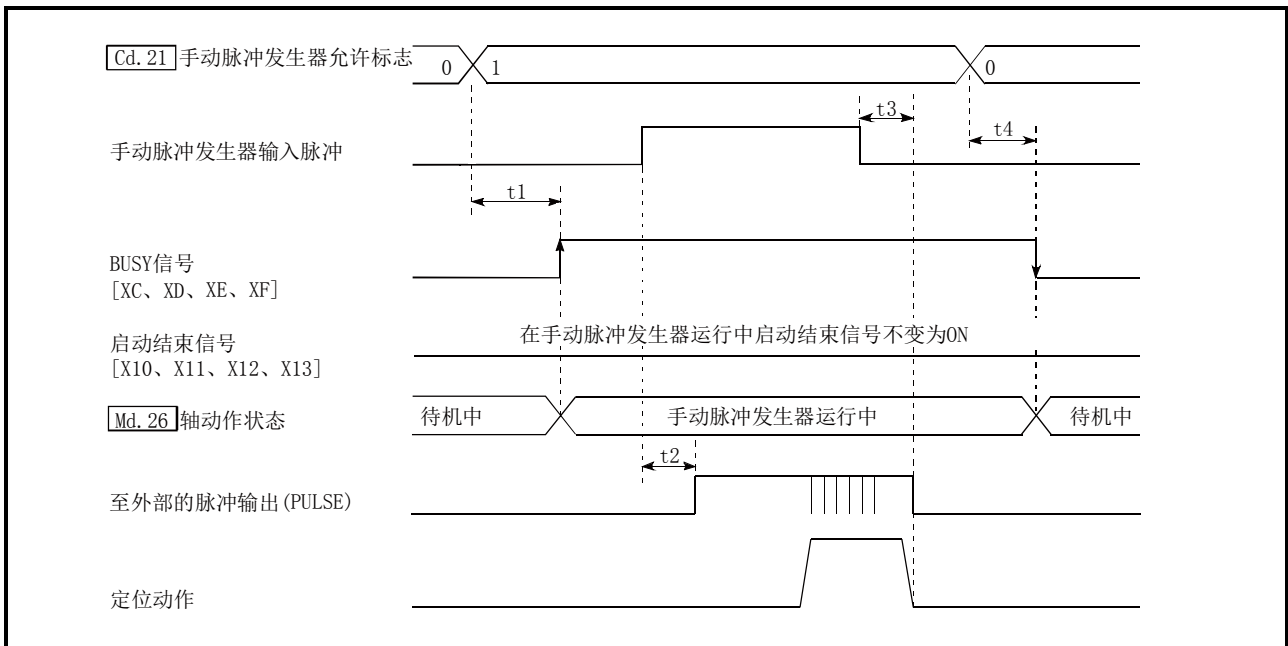 Cd.21 手动脉冲发生器允许标志
0
1
0
t3
t4
手动脉冲发生器输入脉冲
t1
BUSY信号
[XC、XD、XE、XF]
在手动脉冲发生器运行中启动结束信号不变为ON
启动结束信号
[X10、X11、X12、X13]
Md.26 轴动作状态
待机中
手动脉冲发生器运行中
待机中
t2
至外部的脉冲输出(PULSE)
定位动作